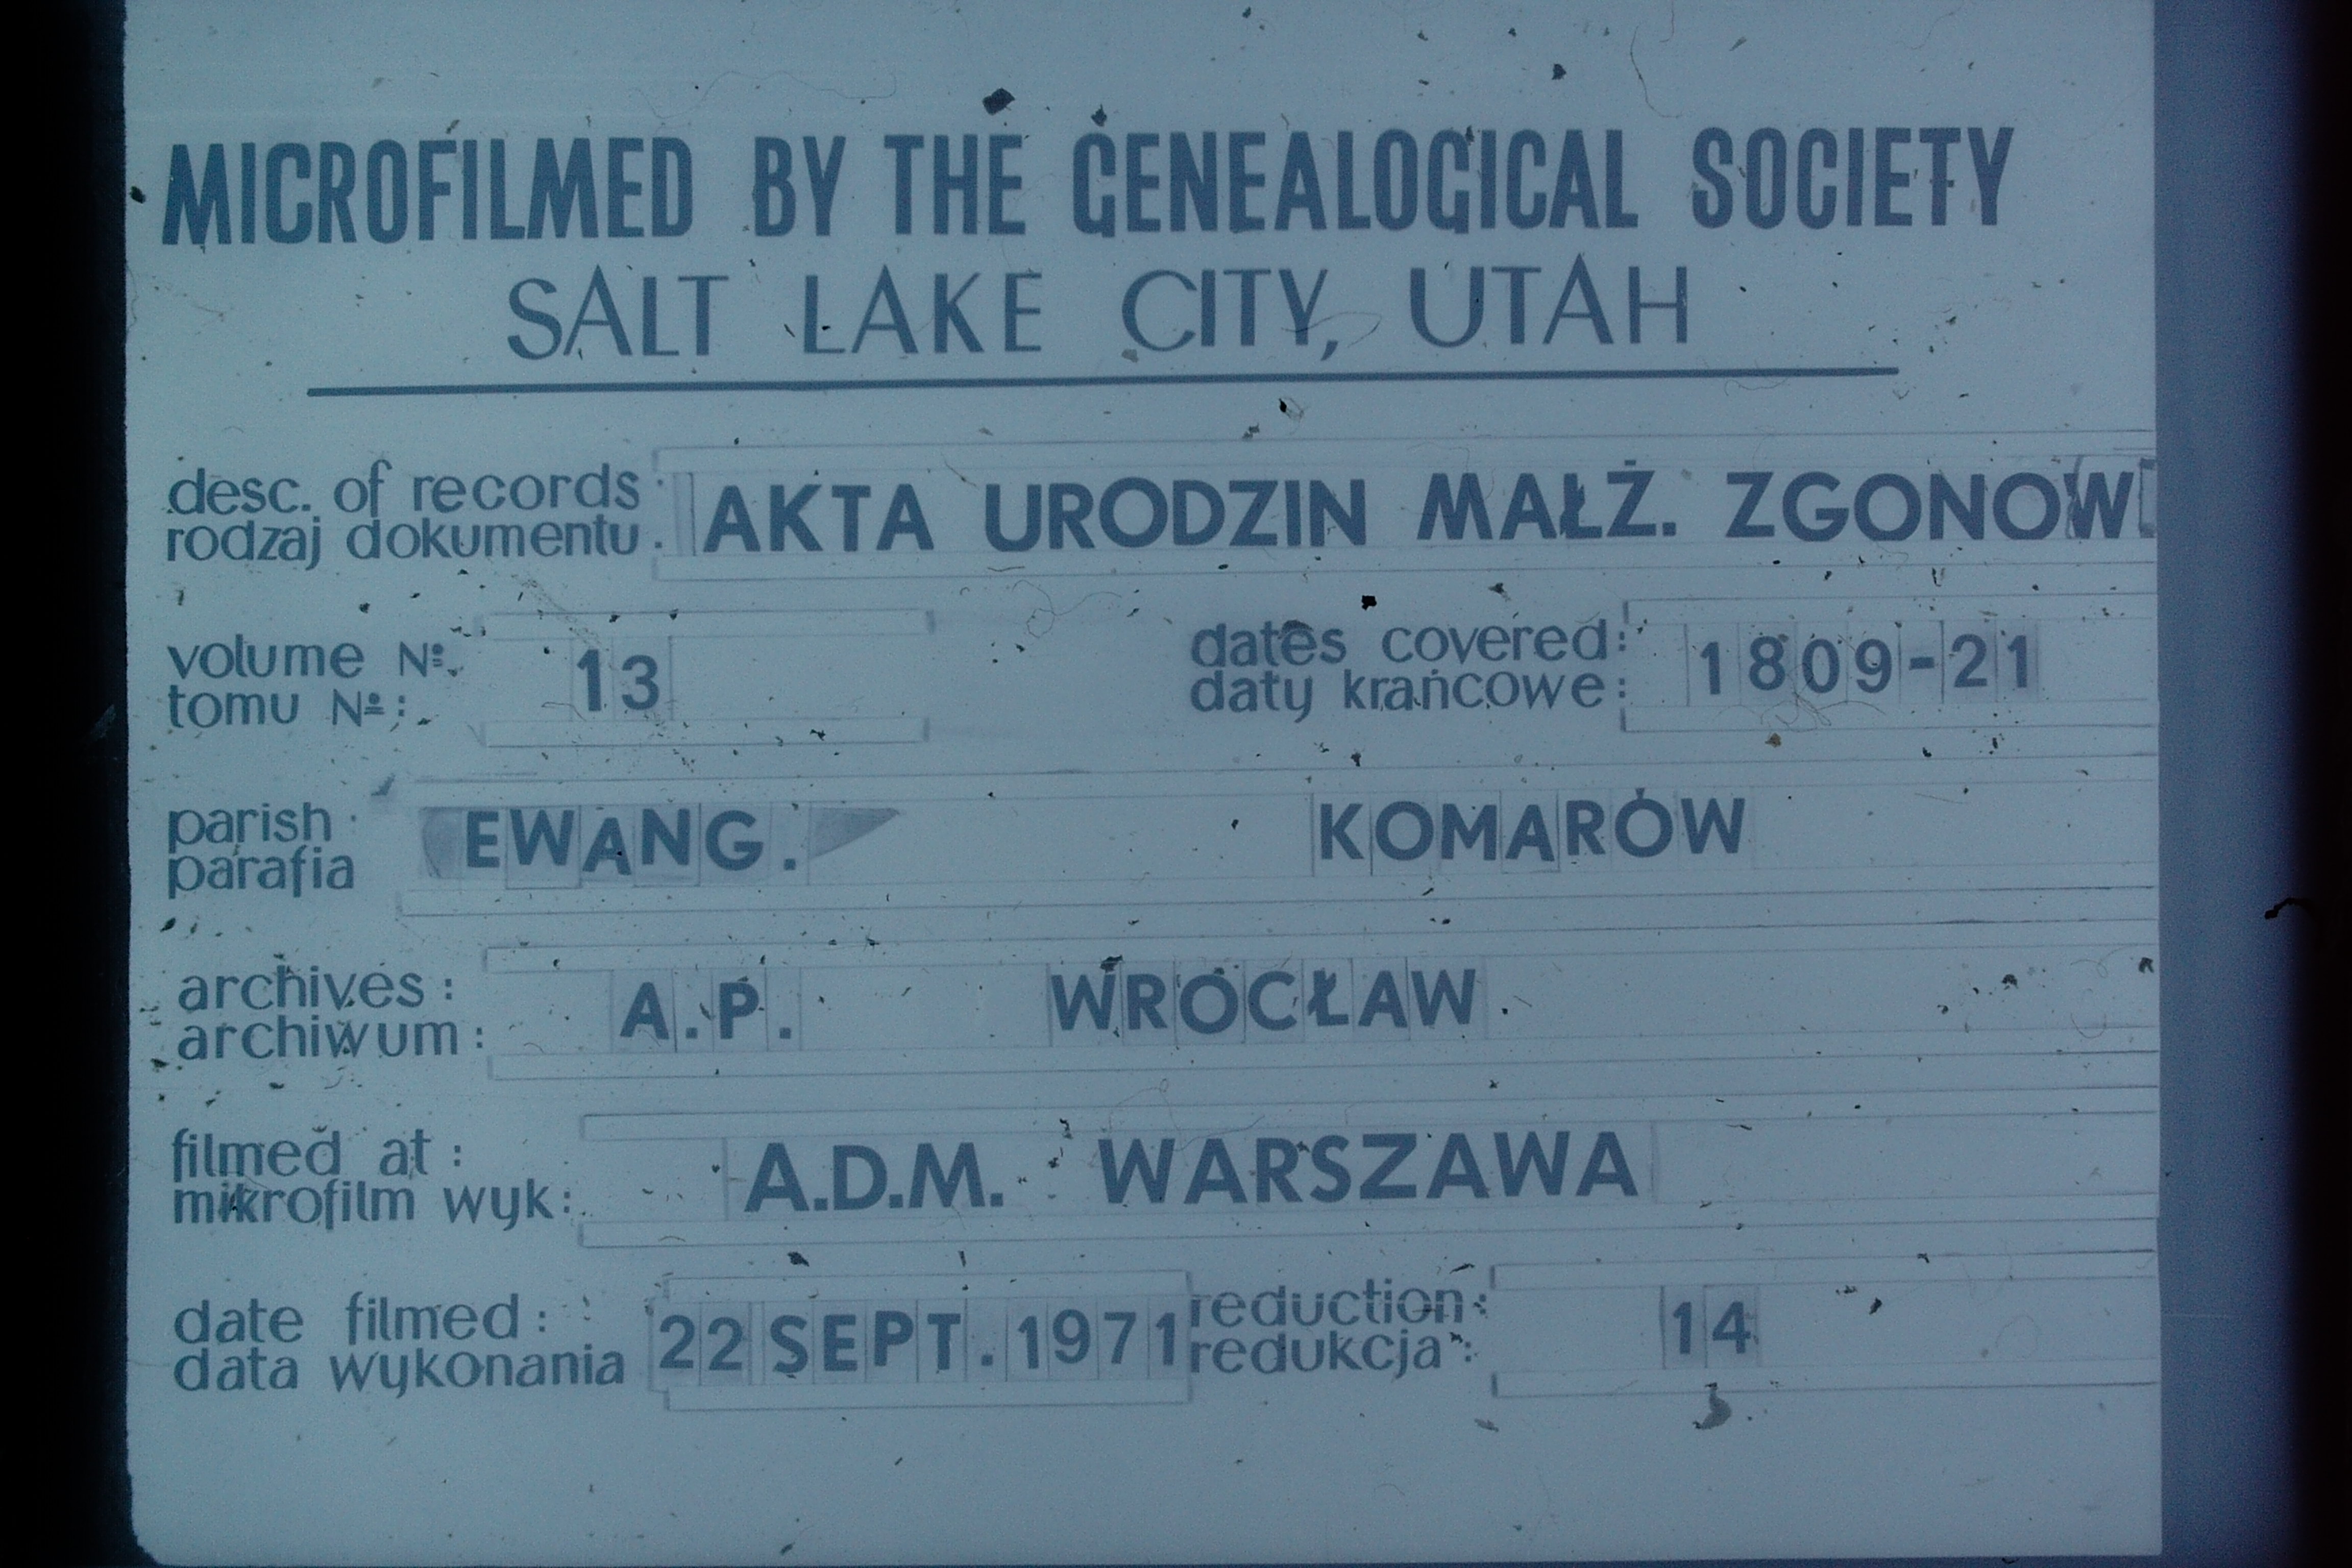 MICROFILMED BY THE GENEALOGICAL SOCIETY
SALT LAKE CITY, UTAH
desc. of records:
rodzaj dokumentu. AKTA URODZIN MAŁŻ. ZGONOW
volume №.
tomu №: 13
dates covered:
daty krańcowe: 1809-21
parish
parafia EWANG. KOMARÓW
archives:
archiwum: A.P. WROCŁAW
filmed at:
mikrofilm wyk: A.D.M. WARSZAWA
date filmed:
data wykonania 22 SEPT. 1971
reduction:
redukcja: 14